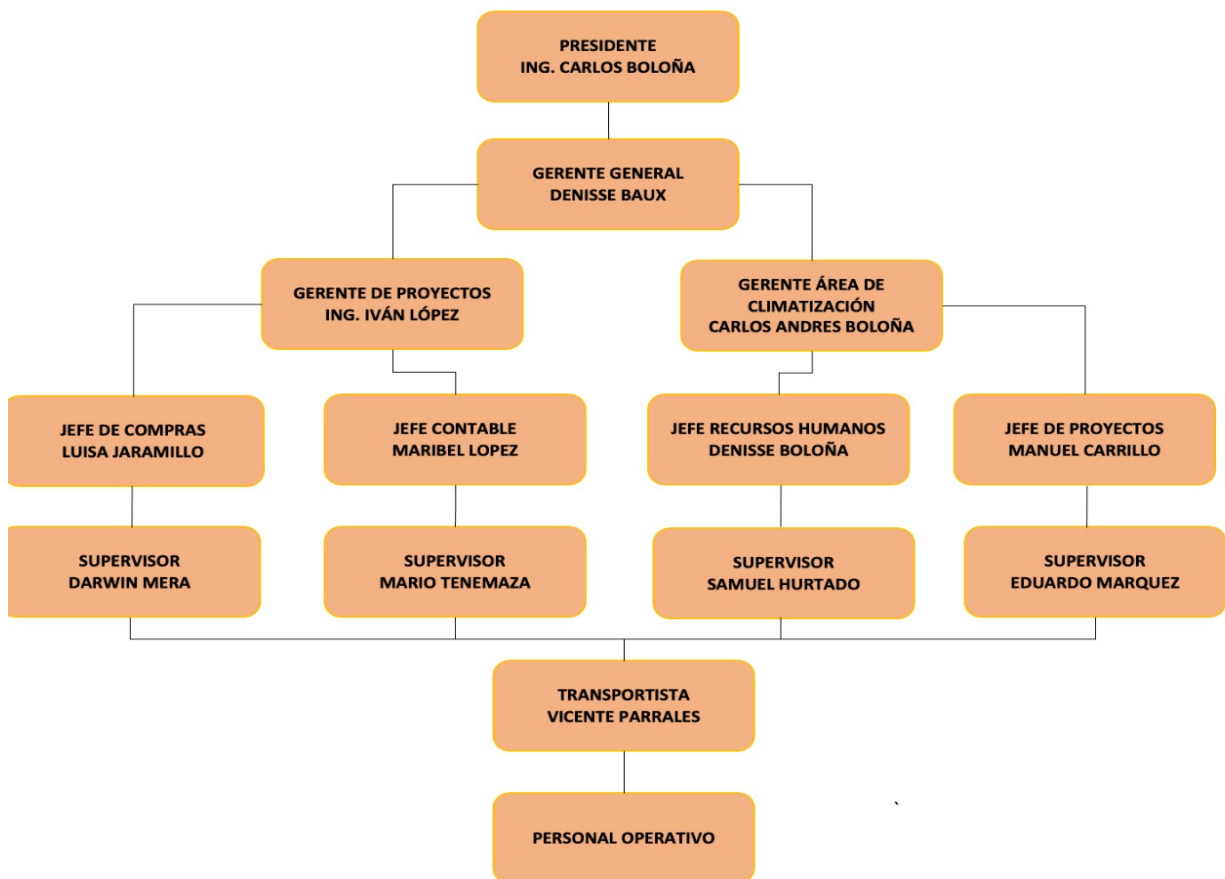 PRESIDENTE
ING. CARLOS BOLOÑA
GERENTE GENERAL
DENISSE BAUX
GERENTE DE PROYECTOS
ING. IVÁN LÓPEZ
GERENTE ÁREA DE
CLIMATIZACIÓN
CARLOS ANDRES BOLOÑA
JEFE DE COMPRAS
LUISA JARAMILLO
JEFE CONTABLE
MARIBEL LOPEZ
JEFE RECURSOS HUMANOS
DENISSE BOLOÑA
JEFE DE PROYECTOS
MANUEL CARRILLO
SUPERVISOR
DARWIN MERA
SUPERVISOR
MARIO TENEMAZA
SUPERVISOR
SAMUEL HURTADO
SUPERVISOR
EDUARDO MARQUEZ
TRANSPORTISTA
VICENTE PARRALES
PERSONAL OPERATIVO
`